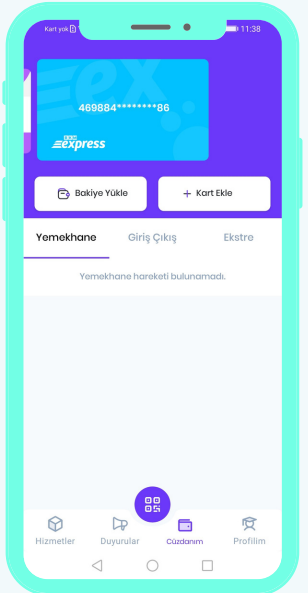 Kart yok
11:38
469884********86
express
Bakiye Yükle
+ Kart Ekle
Yemekhane Giriş Çıkış Ekstre
Yemekhane hareketi bulunamadı.
Hizmetler Duyurular Cüzdanım Profilim